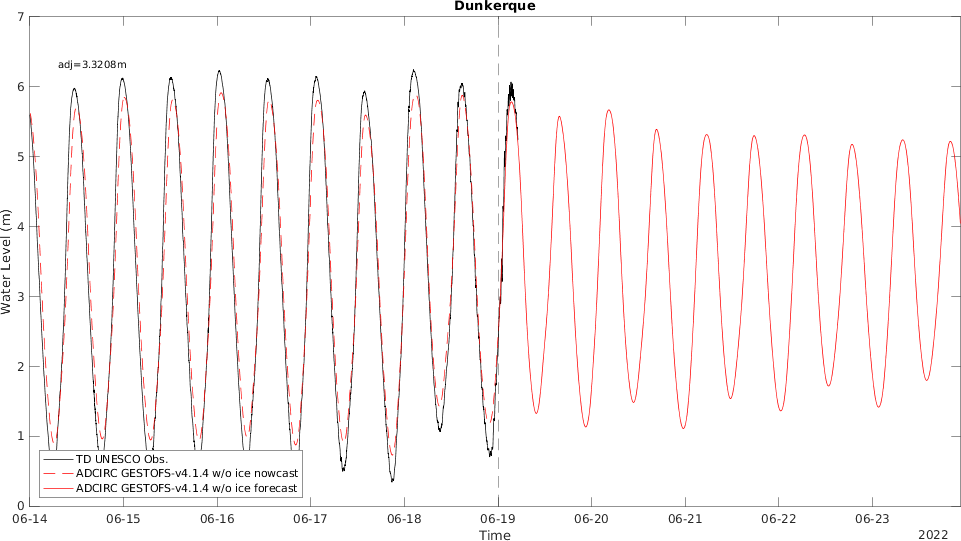 Dunkerque
7
6
5
4
3
2
1
0
Water Level (m)
adj=3.3208m
TD UNESCO Obs.
ADCIRC GESTOFS-v4.1.4 w/o ice nowcast
ADCIRC GESTOFS-v4.1.4 w/o ice forecast
06-14 06-15 06-16 06-17 06-18 06-19 06-20 06-21 06-22 06-23
Time
2022